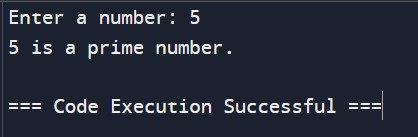 Enter a number: 5
5 is a prime number.
=== Code Execution Successful ===